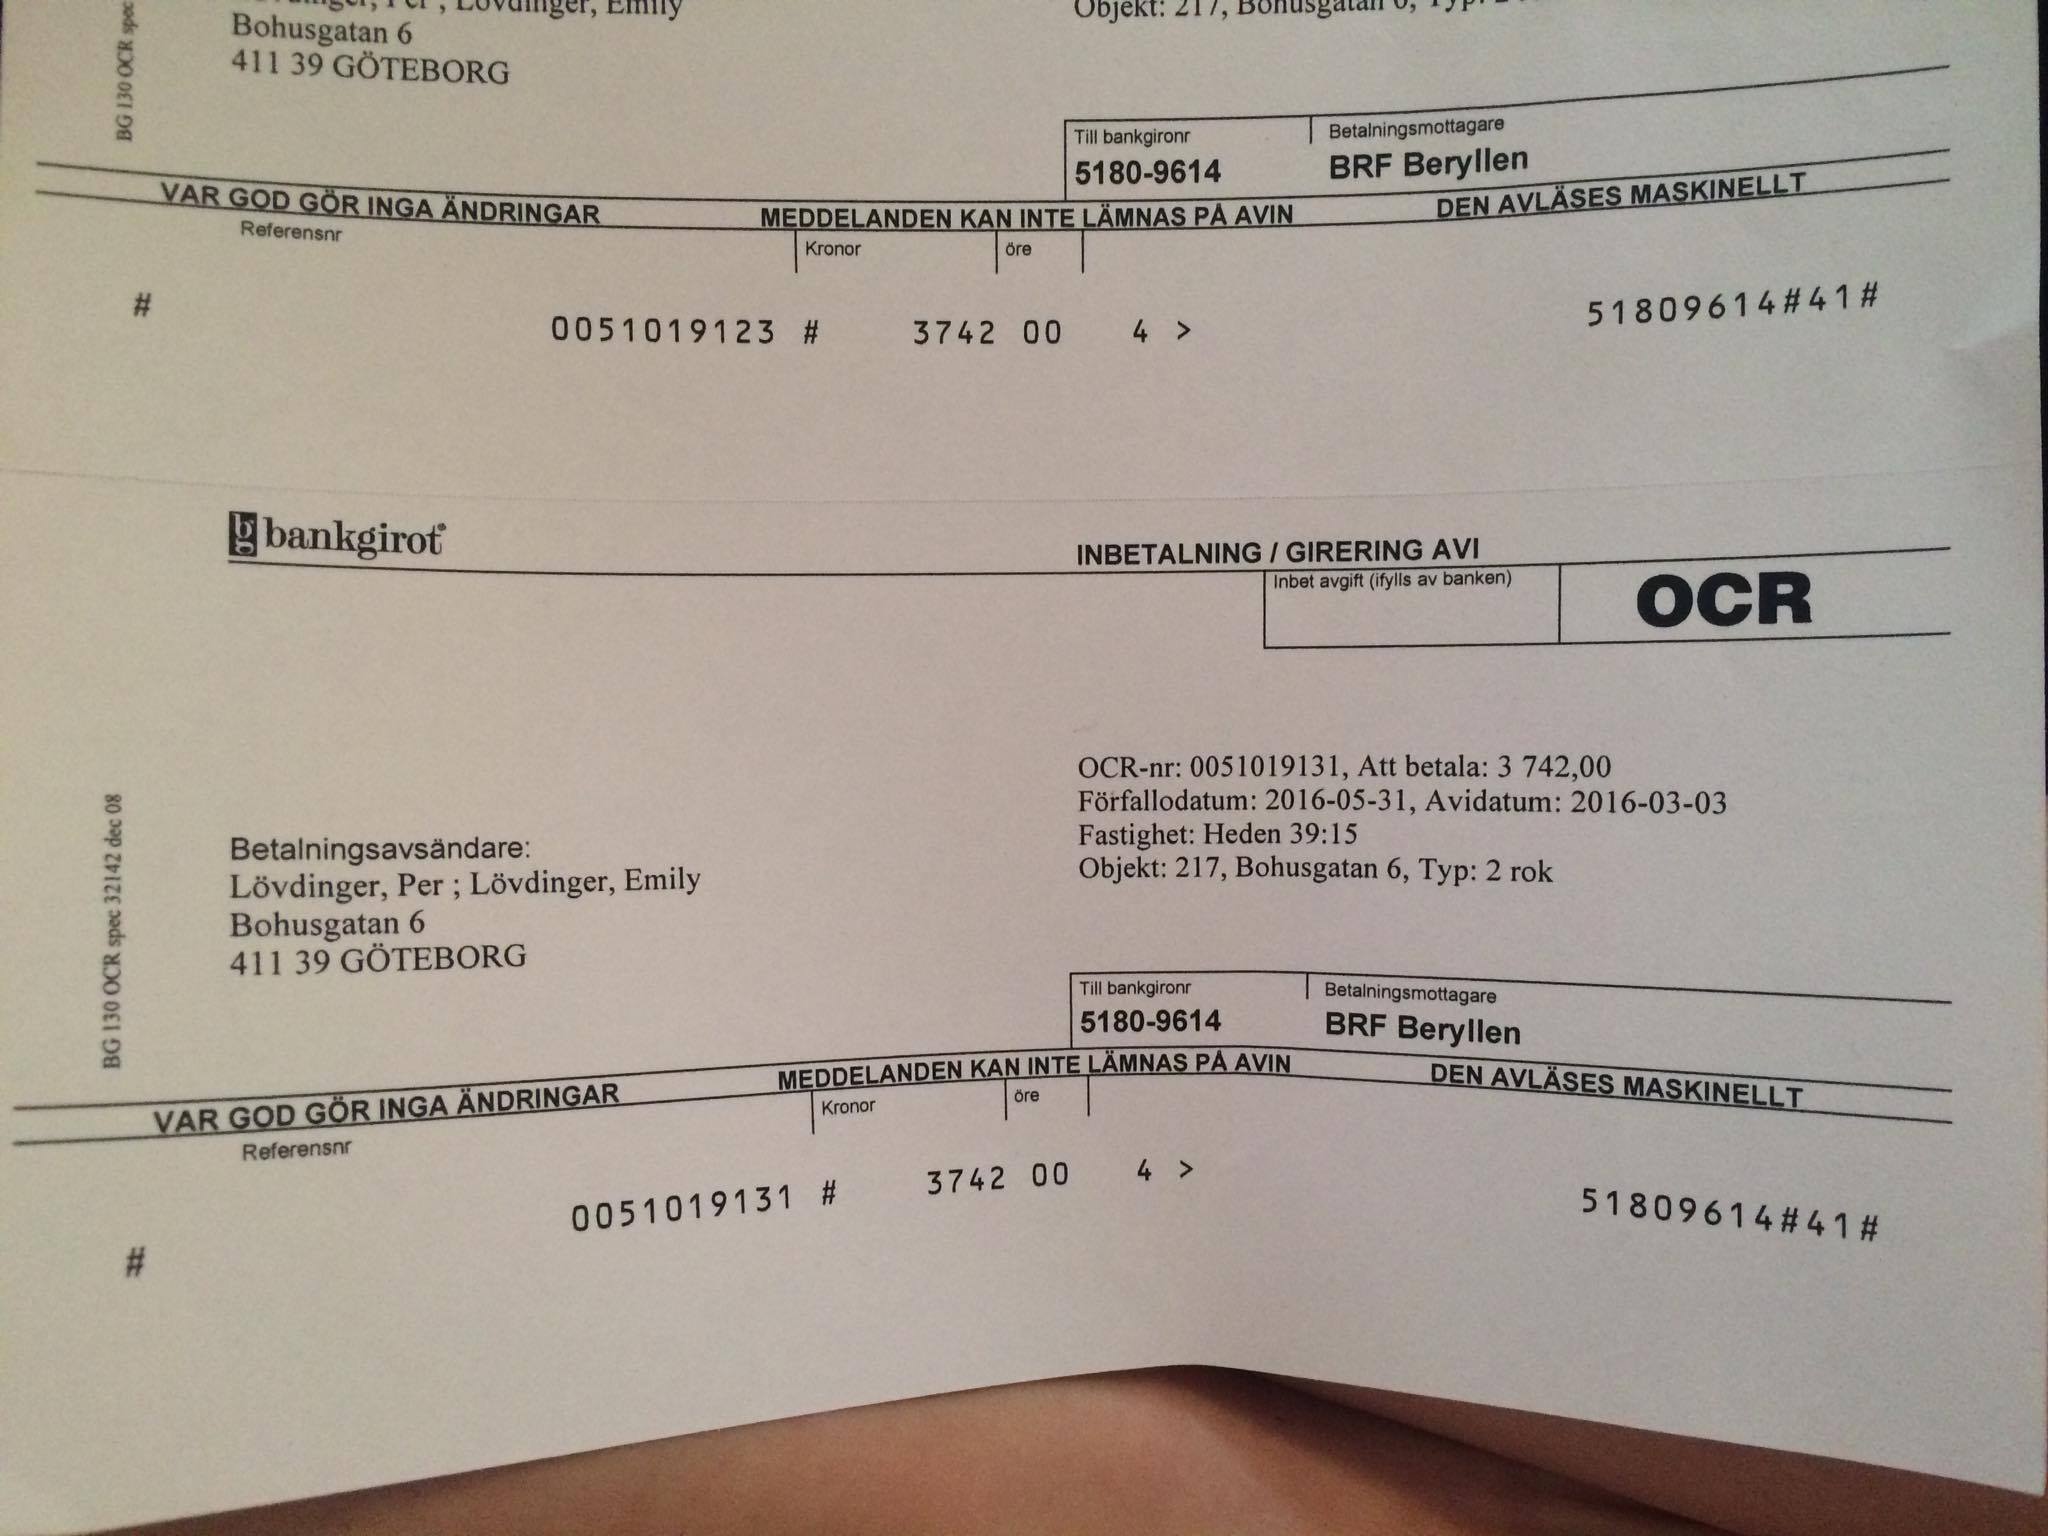 Lövdinger, Per ; Lövdinger, Emily
Bohusgatan 6
411 39 GÖTEBORG
Objekt: 217, Bohusgatan 6, Typ: 2
BG 130 OCR spec
Till bankgironr
Betalningsmottagare
5180-9614
BRF Beryllen
VAR GOD GÖR INGA ÄNDRINGAR
MEDDELANDEN KAN INTE LÄMNAS PÅ AVIN
DEN AVLÄSES MASKINELLT
Referensnr
Kronor
öre
# 0051019123 # 3742 00 4 > 51809614#41#
bankgirot
INBETALNING / GIRERING AVI
Inbet avgift (ifylls av banken)
OCR
OCR-nr: 0051019131, Att betala: 3 742,00
Förfallodatum: 2016-05-31, Avidatum: 2016-03-03
Fastighet: Heden 39:15
Objekt: 217, Bohusgatan 6, Typ: 2 rok
Betalningsavsändare:
Lövdinger, Per ; Lövdinger, Emily
Bohusgatan 6
411 39 GÖTEBORG
BG 130 OCR spec 32142 dec 08
Till bankgironr
Betalningsmottagare
5180-9614
BRF Beryllen
VAR GOD GÖR INGA ÄNDRINGAR
MEDDELANDEN KAN INTE LÄMNAS PÅ AVIN
DEN AVLÄSES MASKINELLT
Referensnr
Kronor
öre
# 0051019131 # 3742 00 4 > 51809614#41#